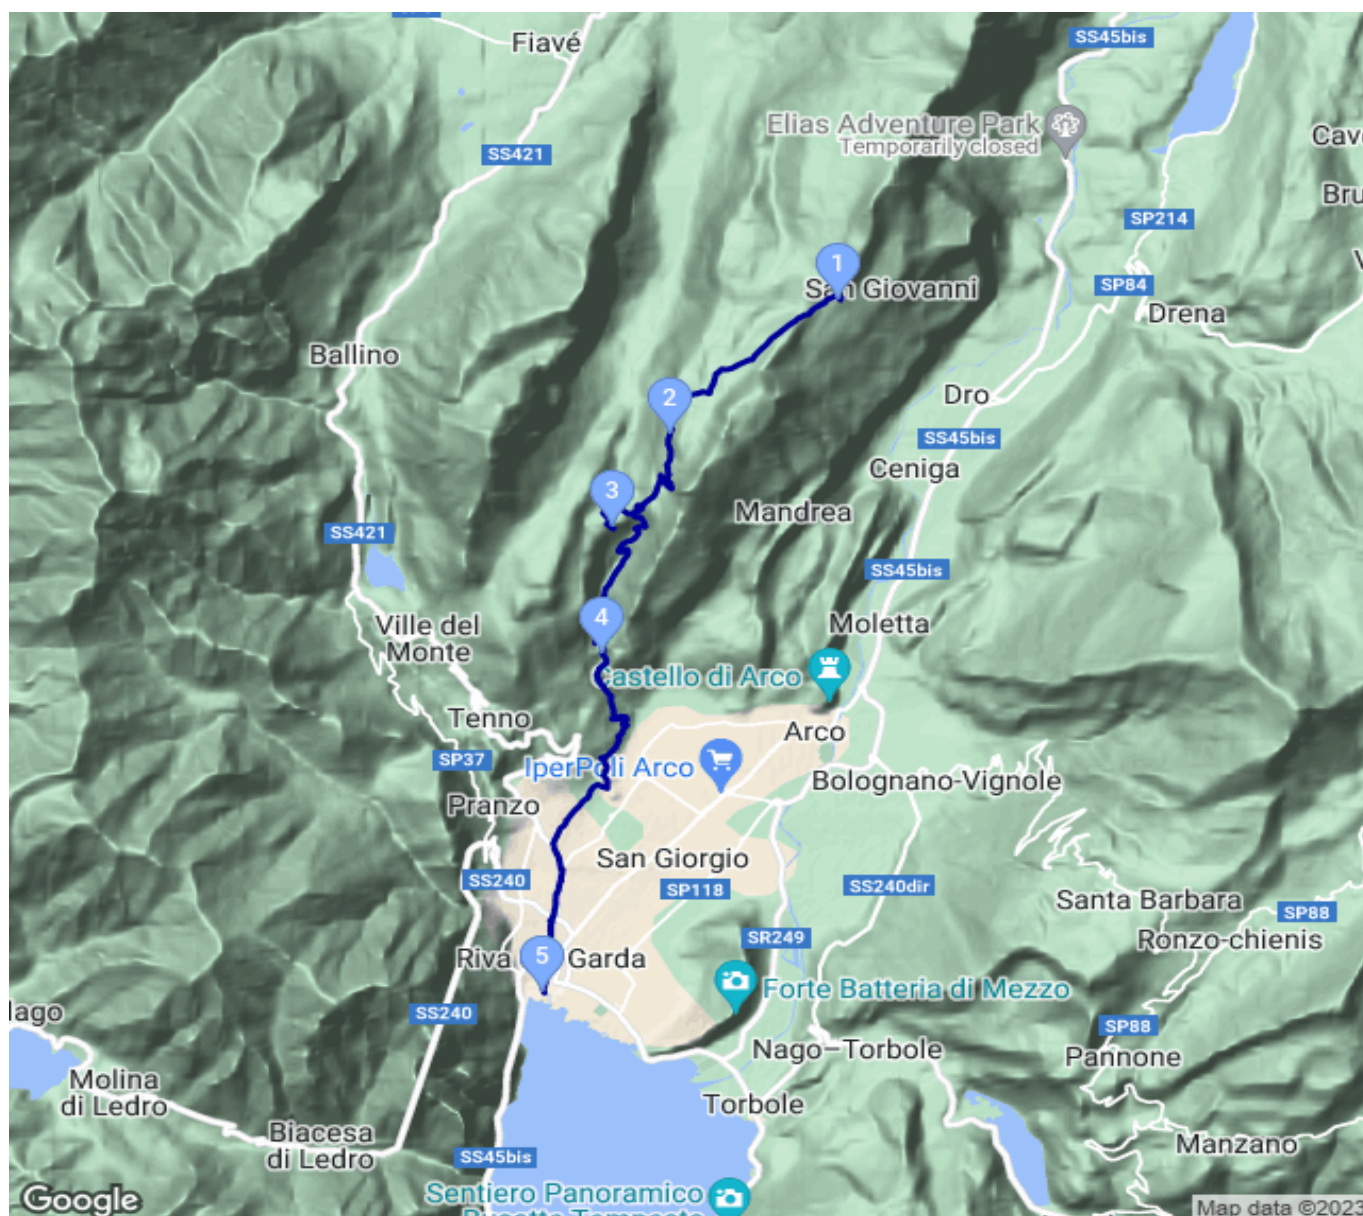 Fiavé
SS45bis
Elias Adventure Park
Temporarily closed
SS421
SP214
1
San Giovanni
SP84
Drena
Ballino
2
Dro
SS45bis
Ceniga
3
Mandrea
SS421
SS45bis
4
Ville del
Monte
Moletta
Castello di Arco
Tenno
Arco
SP37
IperPoli Arco
Bolognano-Vignole
Pranzo
San Giorgio
SS240
SP118
SS240dir
Santa Barbara
SP88
Ronzo-chienis
SR249
5
Riva
Garda
Forte Batteria di Mezzo
SS240
SP88
Nago–Torbole
Pannone
Molina
di Ledro
Torbole
Biacesa
di Ledro
Manzano
SS45bis
Sentiero Panoramico
Google
Map data ©2023